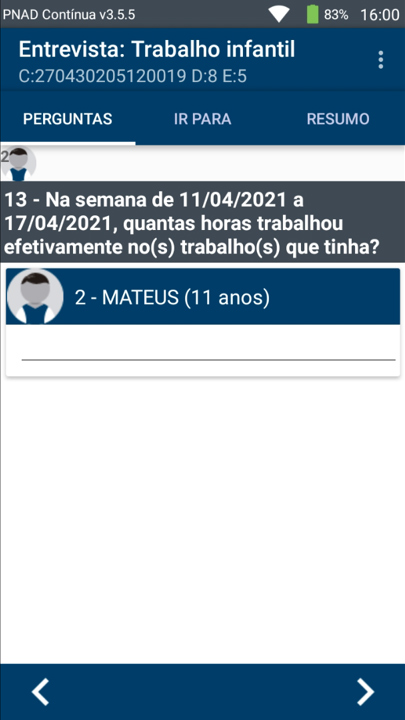 PNAD Contínua v3.5.5 83% 16:00
Entrevista: Trabalho infantil
C:270430205120019 D:8 E:5
PERGUNTAS IR PARA RESUMO
2
13 - Na semana de 11/04/2021 a
17/04/2021, quantas horas trabalhou
efetivamente no(s) trabalho(s) que tinha?
2 - MATEUS (11 anos)